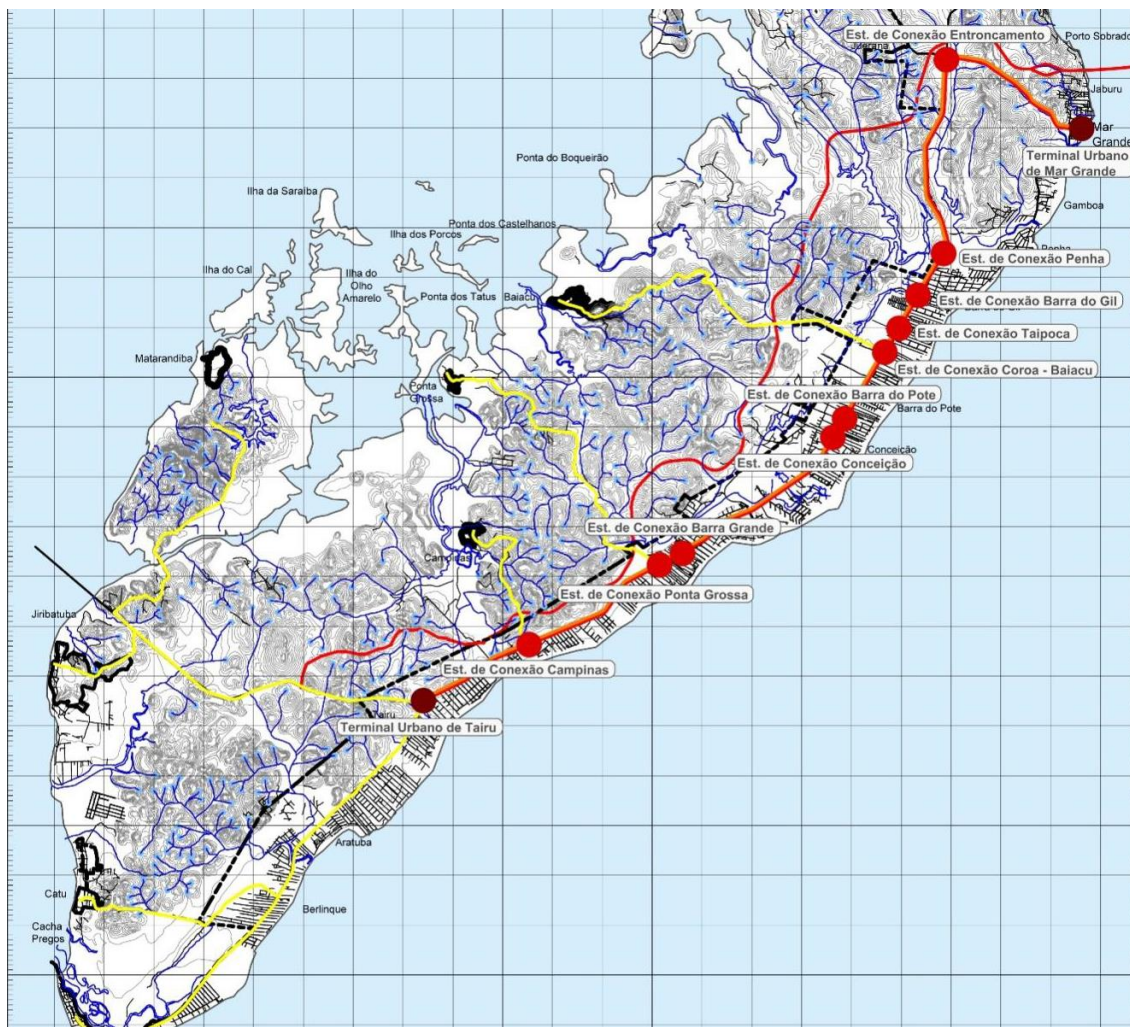 Est. de Conexão Entroncamento
Porto Sobrado
Jaburu
Mar
Grande
Terminal Urbano
de Mar Grande
Ponta do Boqueirão
Ilha da Saraíba
Gamboa
Ponta dos Castelhanos
Ilha dos Porcos
Penha
Est. de Conexão Penha
Ilha do Cal
Ilha do
Olho
Amarelo
Ponta dos Tatus
Baiacu
Est. de Conexão Barra do Gil
Est. de Conexão Taipoca
Matarandiba
Est. de Conexão Coroa - Baiacu
Ponta
Grossa
Est. de Conexão Barra do Pote
Barra do Pote
Conceição
Est. de Conexão Conceição
Est. de Conexão Barra Grande
Campinas
Est. de Conexão Ponta Grossa
Jiribatuba
Est. de Conexão Campinas
Tairu
Terminal Urbano de Tairu
Aratuba
Catu
Berlinque
Cacha
Pregos